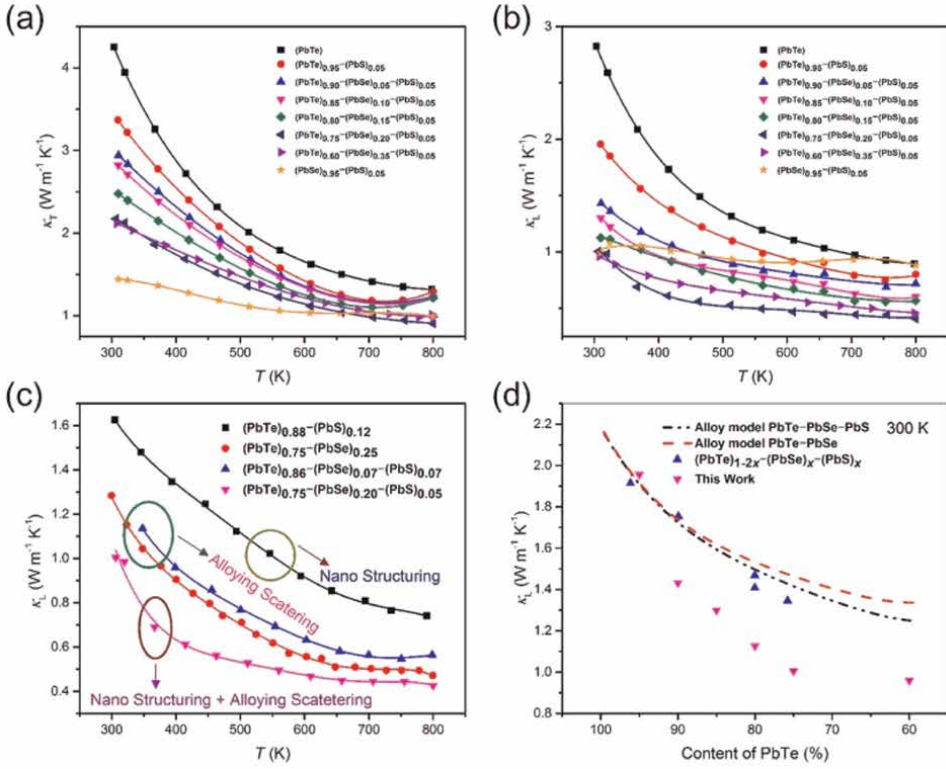 (a)
(PbTe)
(PbTe)0.95−(PbS)0.05
(PbTe)0.90−(PbSe)0.05−(PbS)0.05
(PbTe)0.85−(PbSe)0.10−(PbS)0.05
(PbTe)0.80−(PbSe)0.15−(PbS)0.05
(PbTe)0.75−(PbSe)0.20−(PbS)0.05
(PbTe)0.60−(PbSe)0.35−(PbS)0.05
(PbSe)0.95−(PbS)0.05
κT (W m-1 K-1)
4
3
2
1
300 400 500 600 700 800
T (K)
(b)
(PbTe)
(PbTe)0.95−(PbS)0.05
(PbTe)0.90−(PbSe)0.05−(PbS)0.05
(PbTe)0.85−(PbSe)0.10−(PbS)0.05
(PbTe)0.80−(PbSe)0.15−(PbS)0.05
(PbTe)0.75−(PbSe)0.20−(PbS)0.05
(PbTe)0.60−(PbSe)0.35−(PbS)0.05
(PbSe)0.95−(PbS)0.05
κL (W m-1 K-1)
3
2
1
300 400 500 600 700 800
T (K)
(c)
(PbTe)0.88−(PbS)0.12
(PbTe)0.75−(PbSe)0.25
(PbTe)0.86−(PbSe)0.07−(PbS)0.07
(PbTe)0.75−(PbSe)0.20−(PbS)0.05
κL (W m-1 K-1)
1.6
1.4
1.2
1.0
0.8
0.6
0.4
Alloying Scatering
Nano Structuring
Nano Structuring + Alloying Scatetering
300 400 500 600 700 800
T (K)
(d)
Alloy model PbTe−PbSe−PbS 300 K
Alloy model PbTe−PbSe
(PbTe)1-2x−(PbSe)x−(PbS)x
This Work
κL (W m-1 K-1)
2.2
2.0
1.8
1.6
1.4
1.2
1.0
0.8
100 90 80 70 60
Content of PbTe (%)